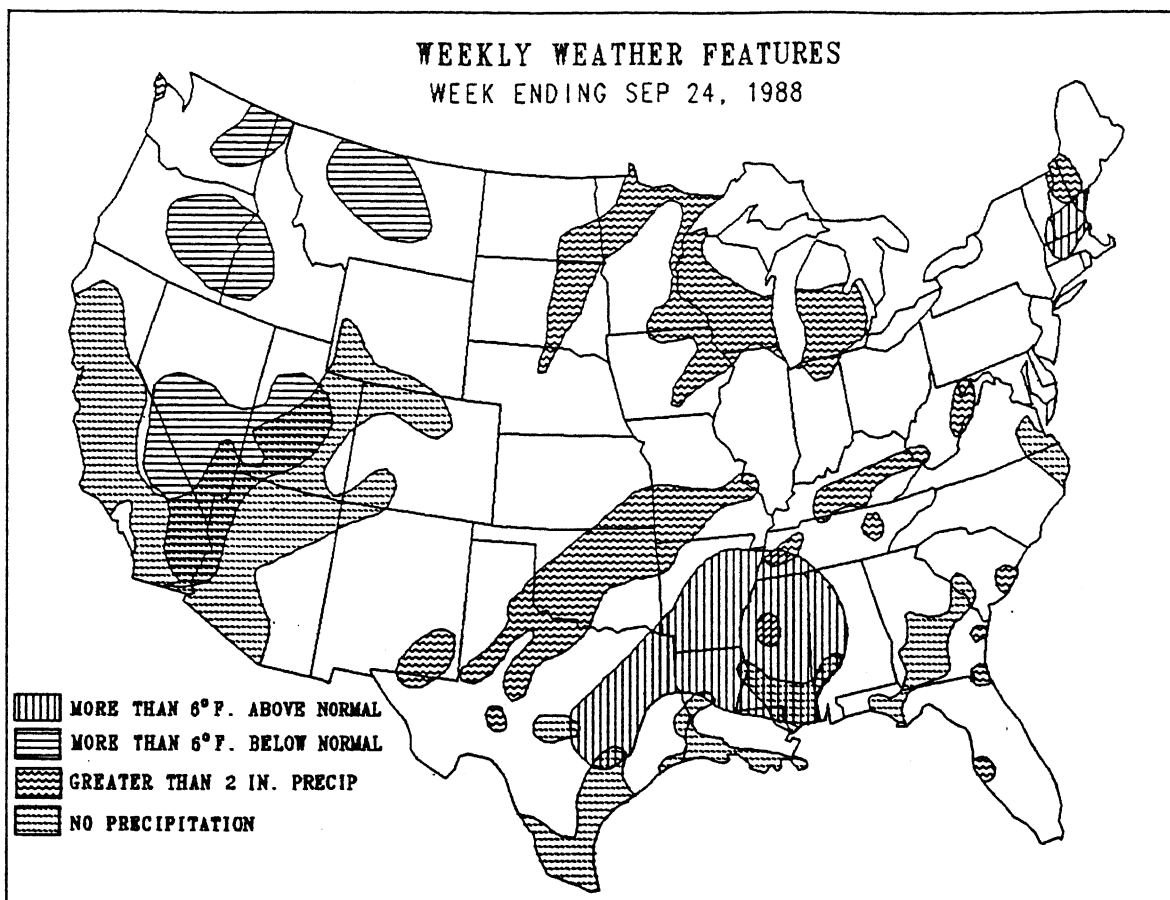 WEEKLY WEATHER FEATURES
WEEK ENDING SEP 24, 1988
MORE THAN 6°F. ABOVE NORMAL
MORE THAN 6°F. BELOW NORMAL
GREATER THAN 2 IN. PRECIP
NO PRECIPITATION